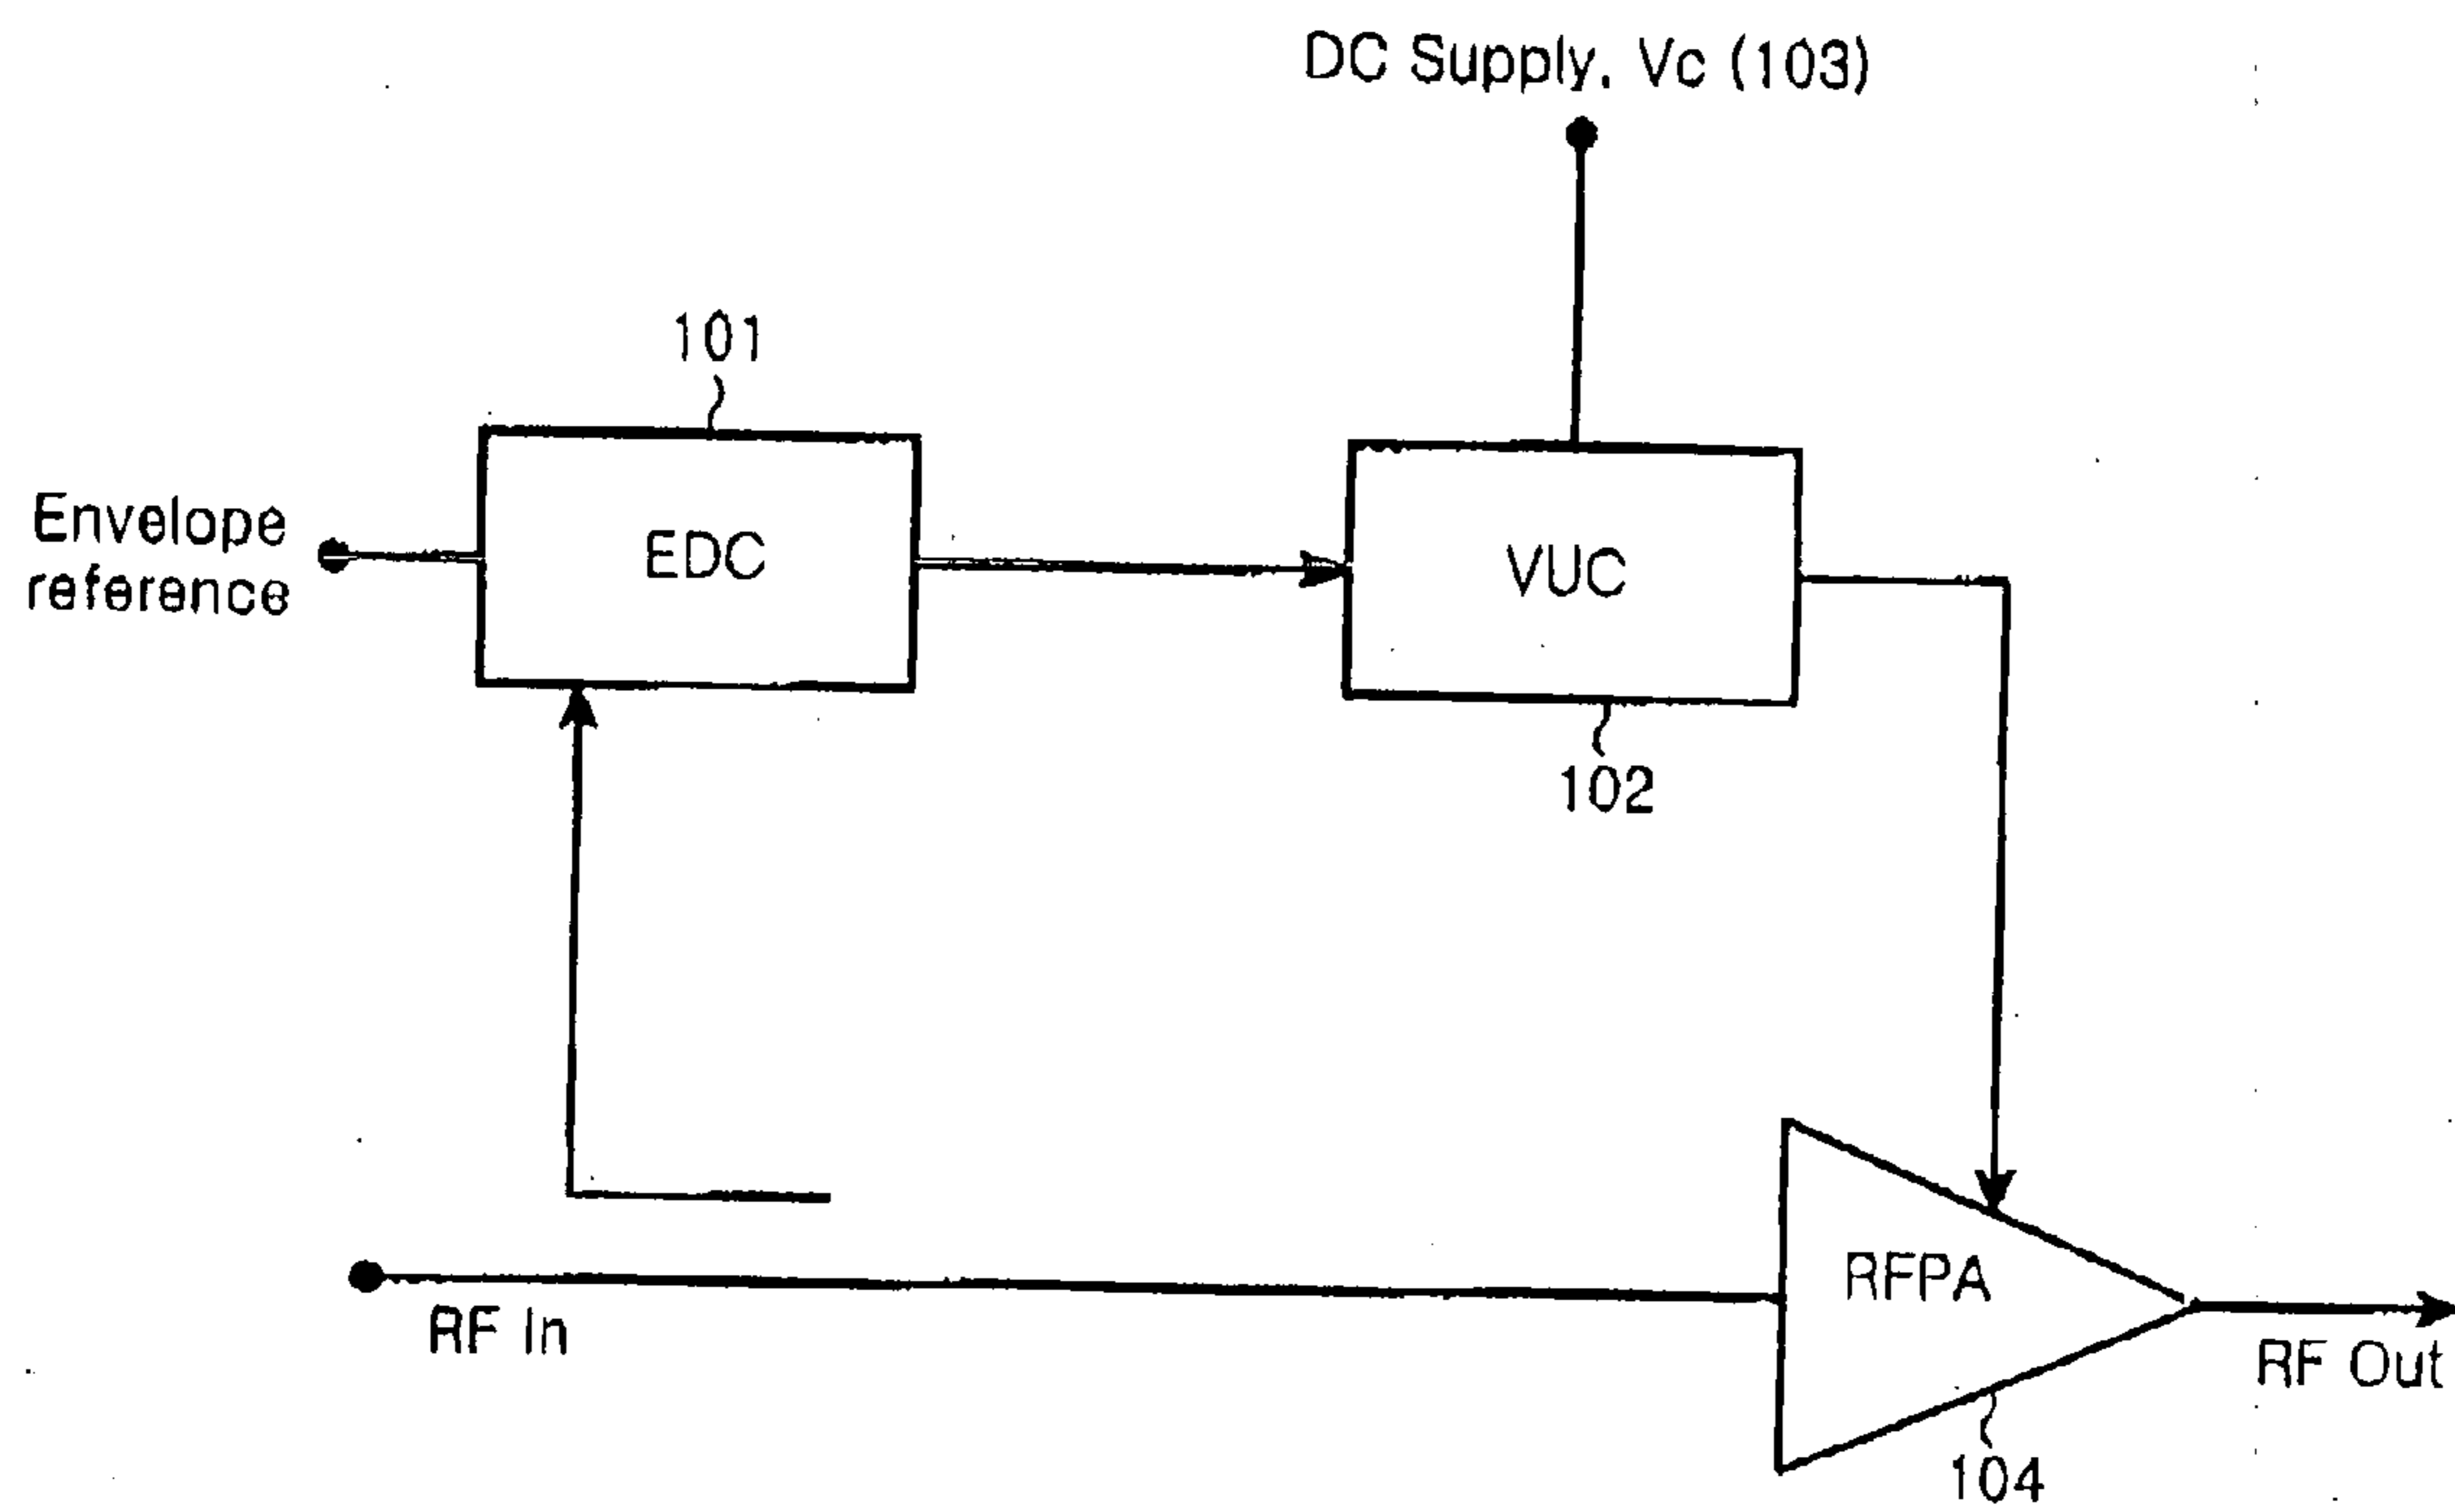 DC Supply, Vc (103)
101
Envelope
reference
EDC
VUC
102
RFPA
RF In
RF Out
104